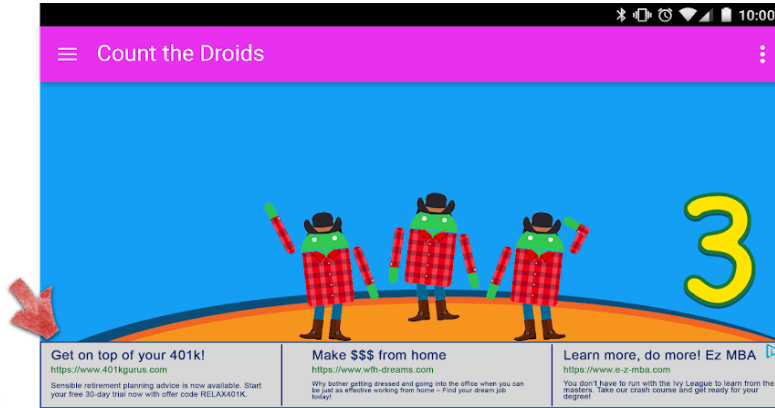 10:00
Count the Droids
3
Get on top of your 401k!
https://www.401kgurus.com
Sensible retirement planning advice is now available. Start
your free 30-day trial now with offer code RELAX401K.
Make $$$ from home
https://www.wfh-dreams.com
Why bother getting dressed and going into the office when you can
be just as effective working from home – Find your dream job
today!
Learn more, do more! Ez MBA
https://www.e-z-mba.com
You don't have to run with the Ivy League to learn from the
masters. Take our crash course and get ready for your
degree!